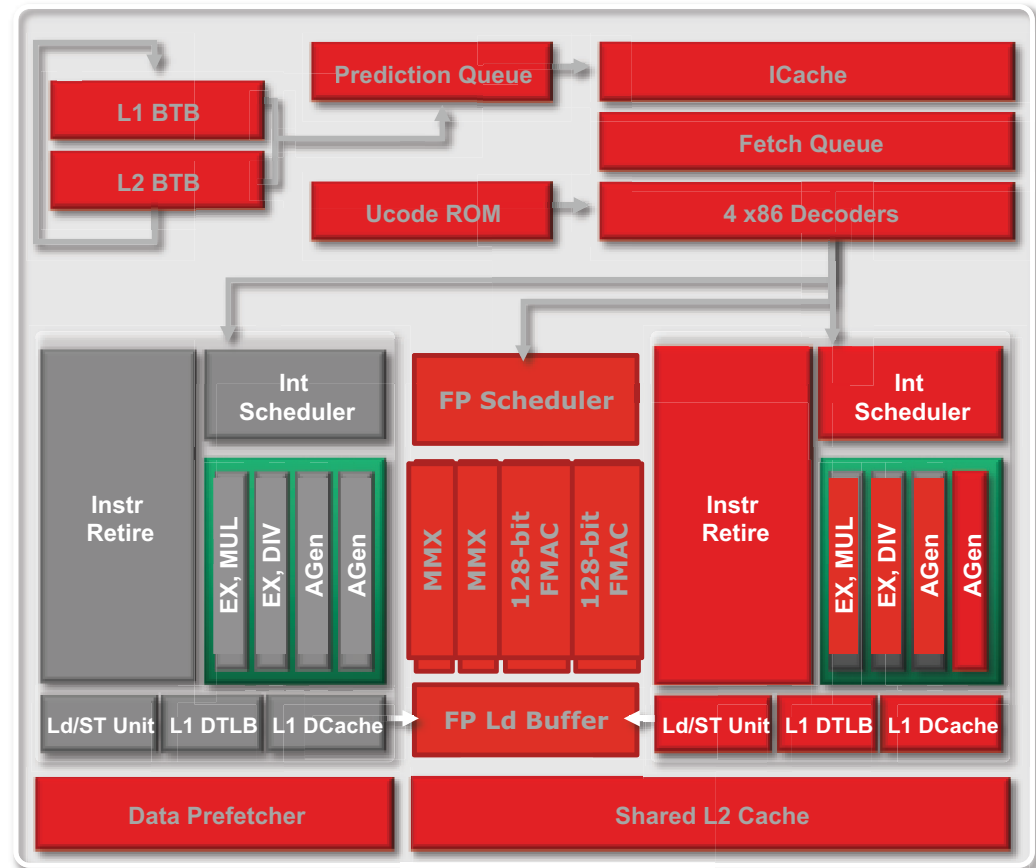 Prediction Queue
ICache
L1 BTB
Fetch Queue
L2 BTB
Ucode ROM
4 x86 Decoders
Instr
Retire
Int
Scheduler
EX, MUL
EX, DIV
AGen
AGen
Ld/ST Unit
L1 DTLB
L1 DCache
FP Scheduler
MMX
MMX
128-bit
FMAC
128-bit
FMAC
FP Ld Buffer
Instr
Retire
Int
Scheduler
EX, MUL
EX, DIV
AGen
AGen
Ld/ST Unit
L1 DTLB
L1 DCache
Data Prefetcher
Shared L2 Cache